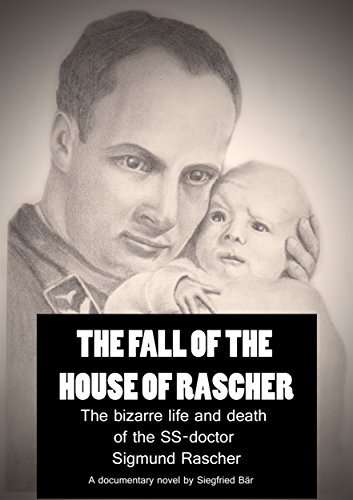 THE FALL OF THE
HOUSE OF RASCHER
The bizarre life and death
of the SS-doctor
Sigmund Rascher
A documentary novel by Siegfried Bär